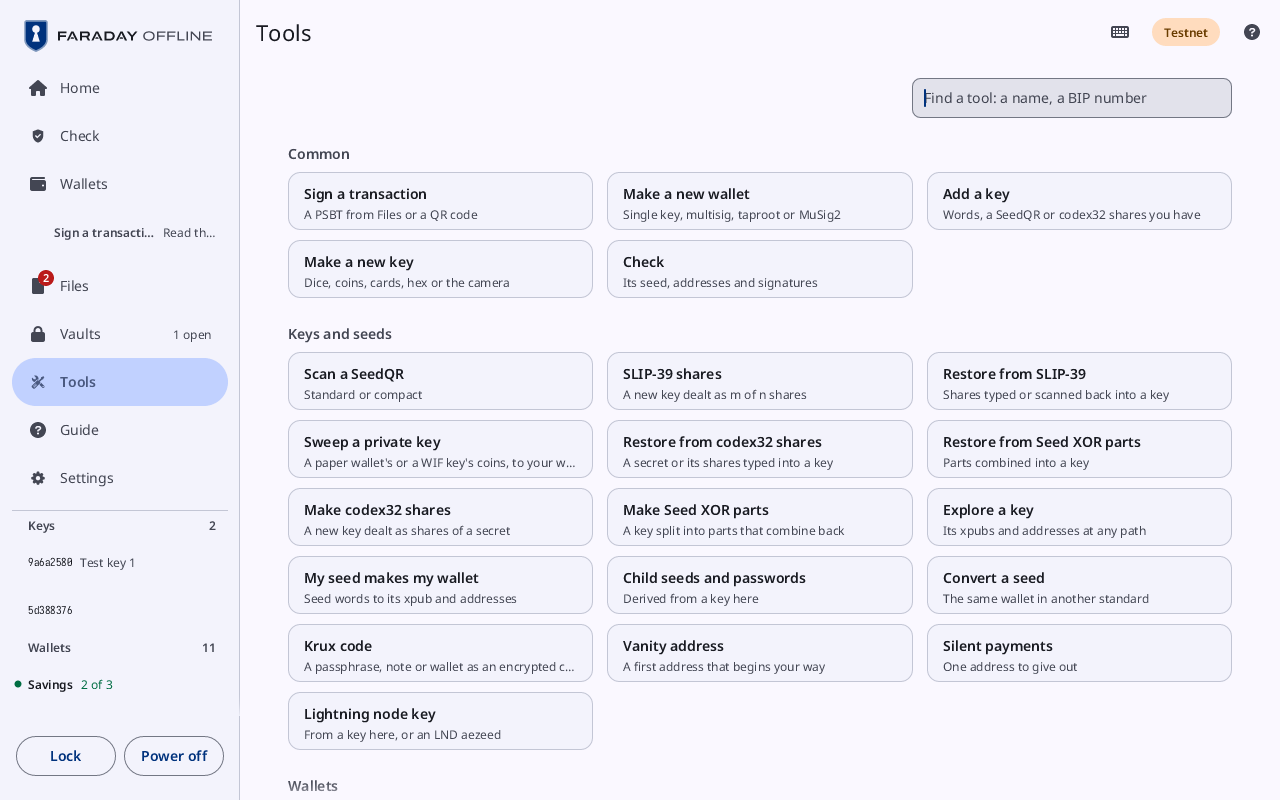 FARADAY OFFLINE
Home
Check
Wallets
Sign a transacti... Read th...
2
Files
Vaults 1 open
Tools
Guide
Settings
Keys 2
9a6a2580 Test key 1
5d388376
Wallets 11
Savings 2 of 3
Lock Power off
Tools
Testnet
Find a tool: a name, a BIP number
Common
Sign a transaction
A PSBT from Files or a QR code
Make a new wallet
Single key, multisig, taproot or MuSig2
Add a key
Words, a SeedQR or codex32 shares you have
Make a new key
Dice, coins, cards, hex or the camera
Check
Its seed, addresses and signatures
Keys and seeds
Scan a SeedQR
Standard or compact
SLIP-39 shares
A new key dealt as m of n shares
Restore from SLIP-39
Shares typed or scanned back into a key
Sweep a private key
A paper wallet's or a WIF key's coins, to your w...
Restore from codex32 shares
A secret or its shares typed into a key
Restore from Seed XOR parts
Parts combined into a key
Make codex32 shares
A new key dealt as shares of a secret
Make Seed XOR parts
A key split into parts that combine back
Explore a key
Its xpubs and addresses at any path
My seed makes my wallet
Seed words to its xpub and addresses
Child seeds and passwords
Derived from a key here
Convert a seed
The same wallet in another standard
Krux code
A passphrase, note or wallet as an encrypted c...
Vanity address
A first address that begins your way
Silent payments
One address to give out
Lightning node key
From a key here, or an LND aezeed
Wallets